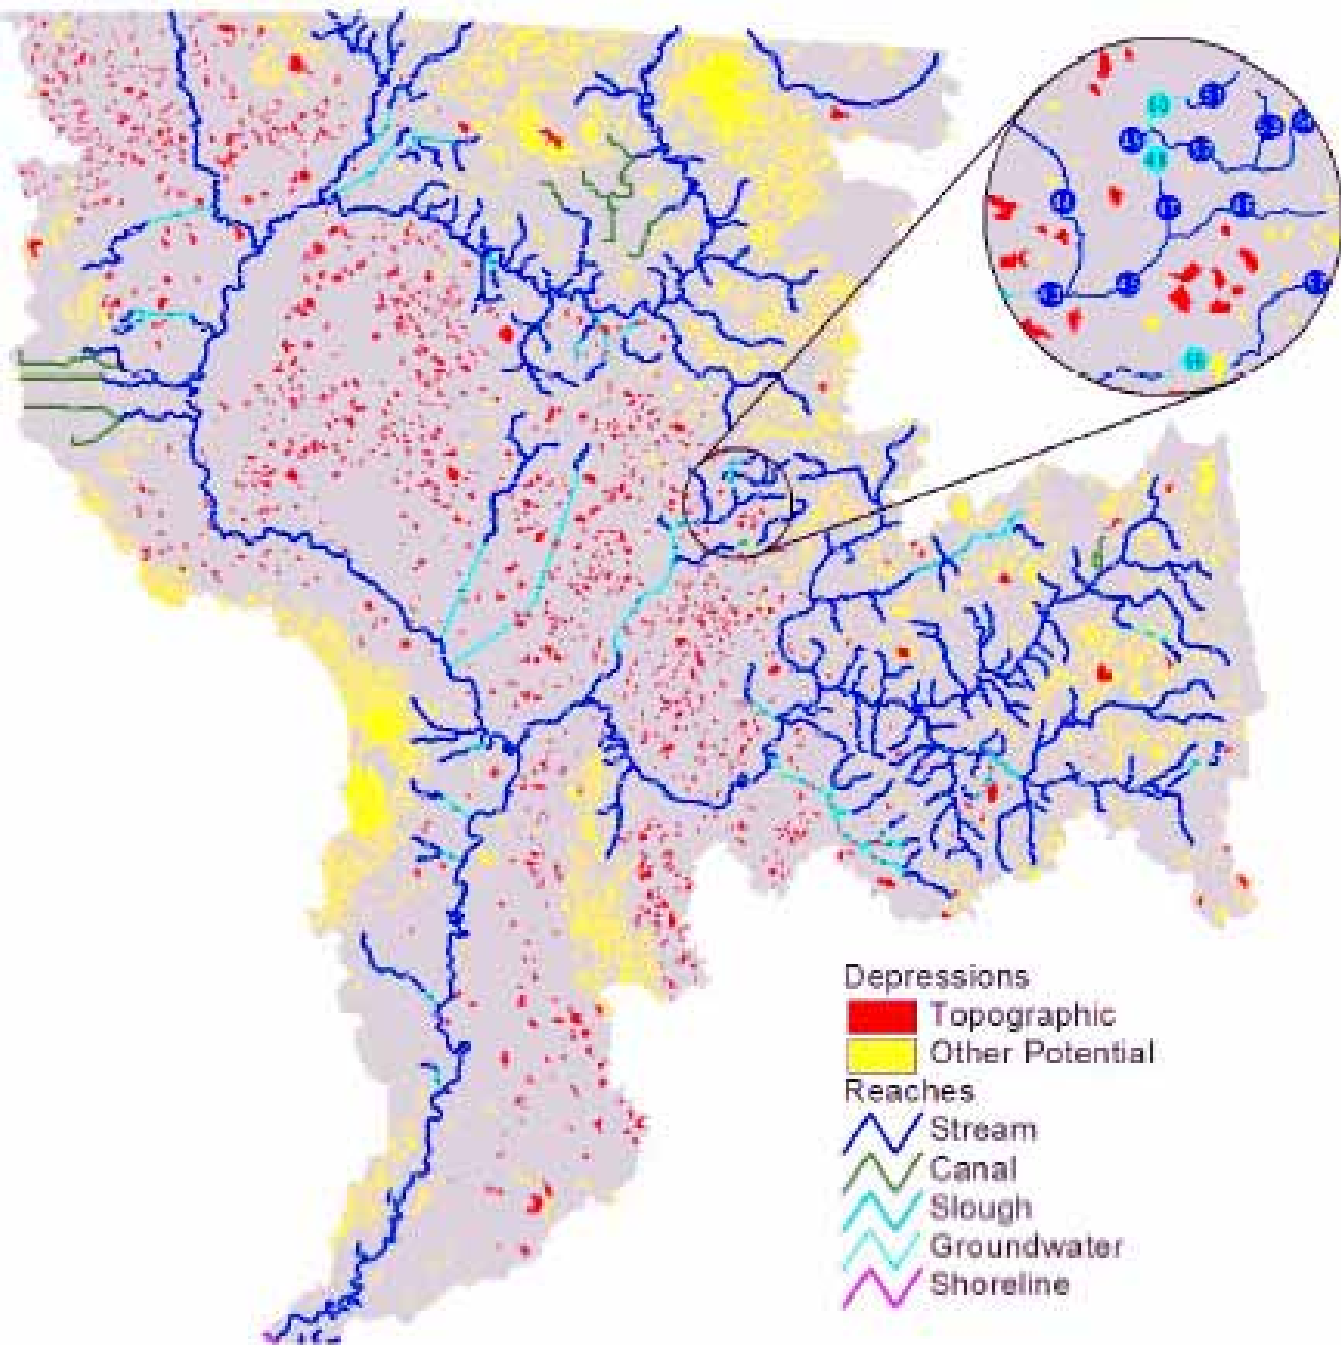 Depressions
Topographic
Other Potential
Reaches
Stream
Canal
Slough
Groundwater
Shoreline